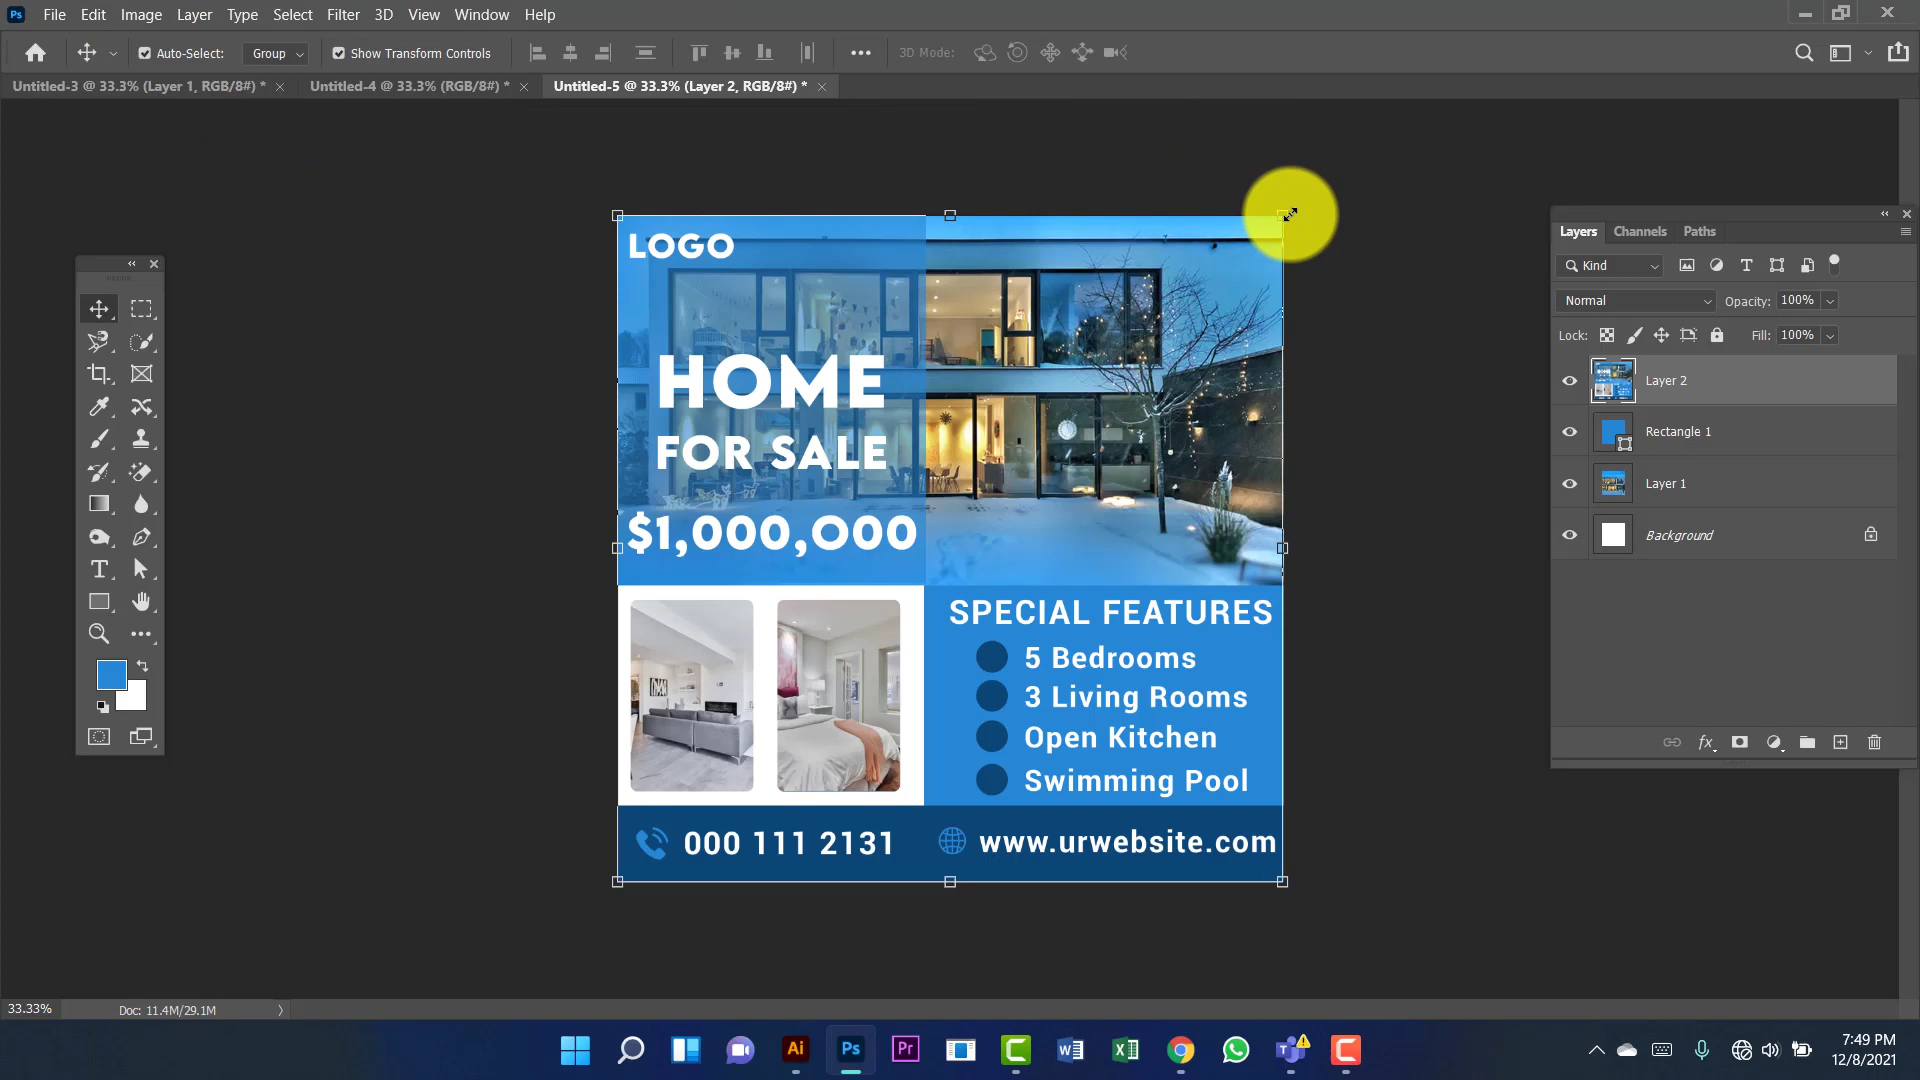 Ps File Edit Image Layer Type Select Filter 3D View Window Help
Auto-Select: Group Show Transform Controls 3D Mode:
Untitled-3 @ 33.3% (Layer 1, RGB/8#) * Untitled-4 @ 33.3% (RGB/8#) * Untitled-5 @ 33.3% (Layer 2, RGB/8#) *
LOGO
HOME
FOR SALE
$1,000,000
SPECIAL FEATURES
5 Bedrooms
3 Living Rooms
Open Kitchen
Swimming Pool
000 111 2131 www.urwebsite.com
Layers Channels Paths
Kind
Normal Opacity: 100%
Lock: Fill: 100%
Layer 2
Rectangle 1
Layer 1
Background
fx
33.33% Doc: 11.4M/29.1M
Ai Ps Pr
7:49 PM
12/8/2021